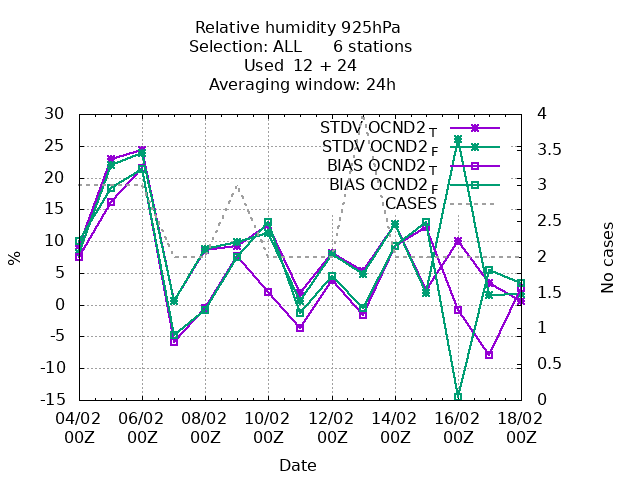 Relative humidity 925hPa
Selection: ALL 6 stations
Used 12 + 24
Averaging window: 24h
30
25
20
15
10
5
0
-5
-10
-15
4
3.5
3
2.5
2
1.5
1
0.5
0
STDV OCND2 T
STDV OCND2 F
BIAS OCND2 T
BIAS OCND2 F
CASES
%
No cases
04/02 06/02 08/02 10/02 12/02 14/02 16/02 18/02
00Z 00Z 00Z 00Z 00Z 00Z 00Z 00Z
Date